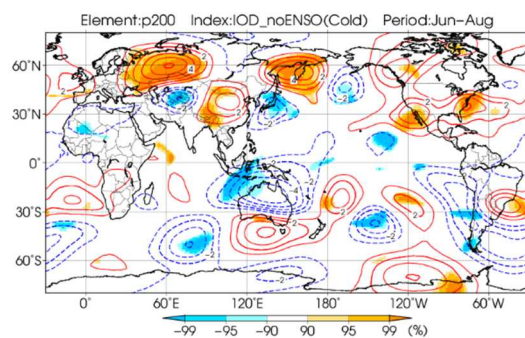 Element:p200 Index:IOD_noENSO(Cold) Period:Jun-Aug
60°N
30°N
0°
30°S
60°S
0° 60°E 120°E 180° 120°W 60°W
-99 -95 -90 90 95 99 (%)